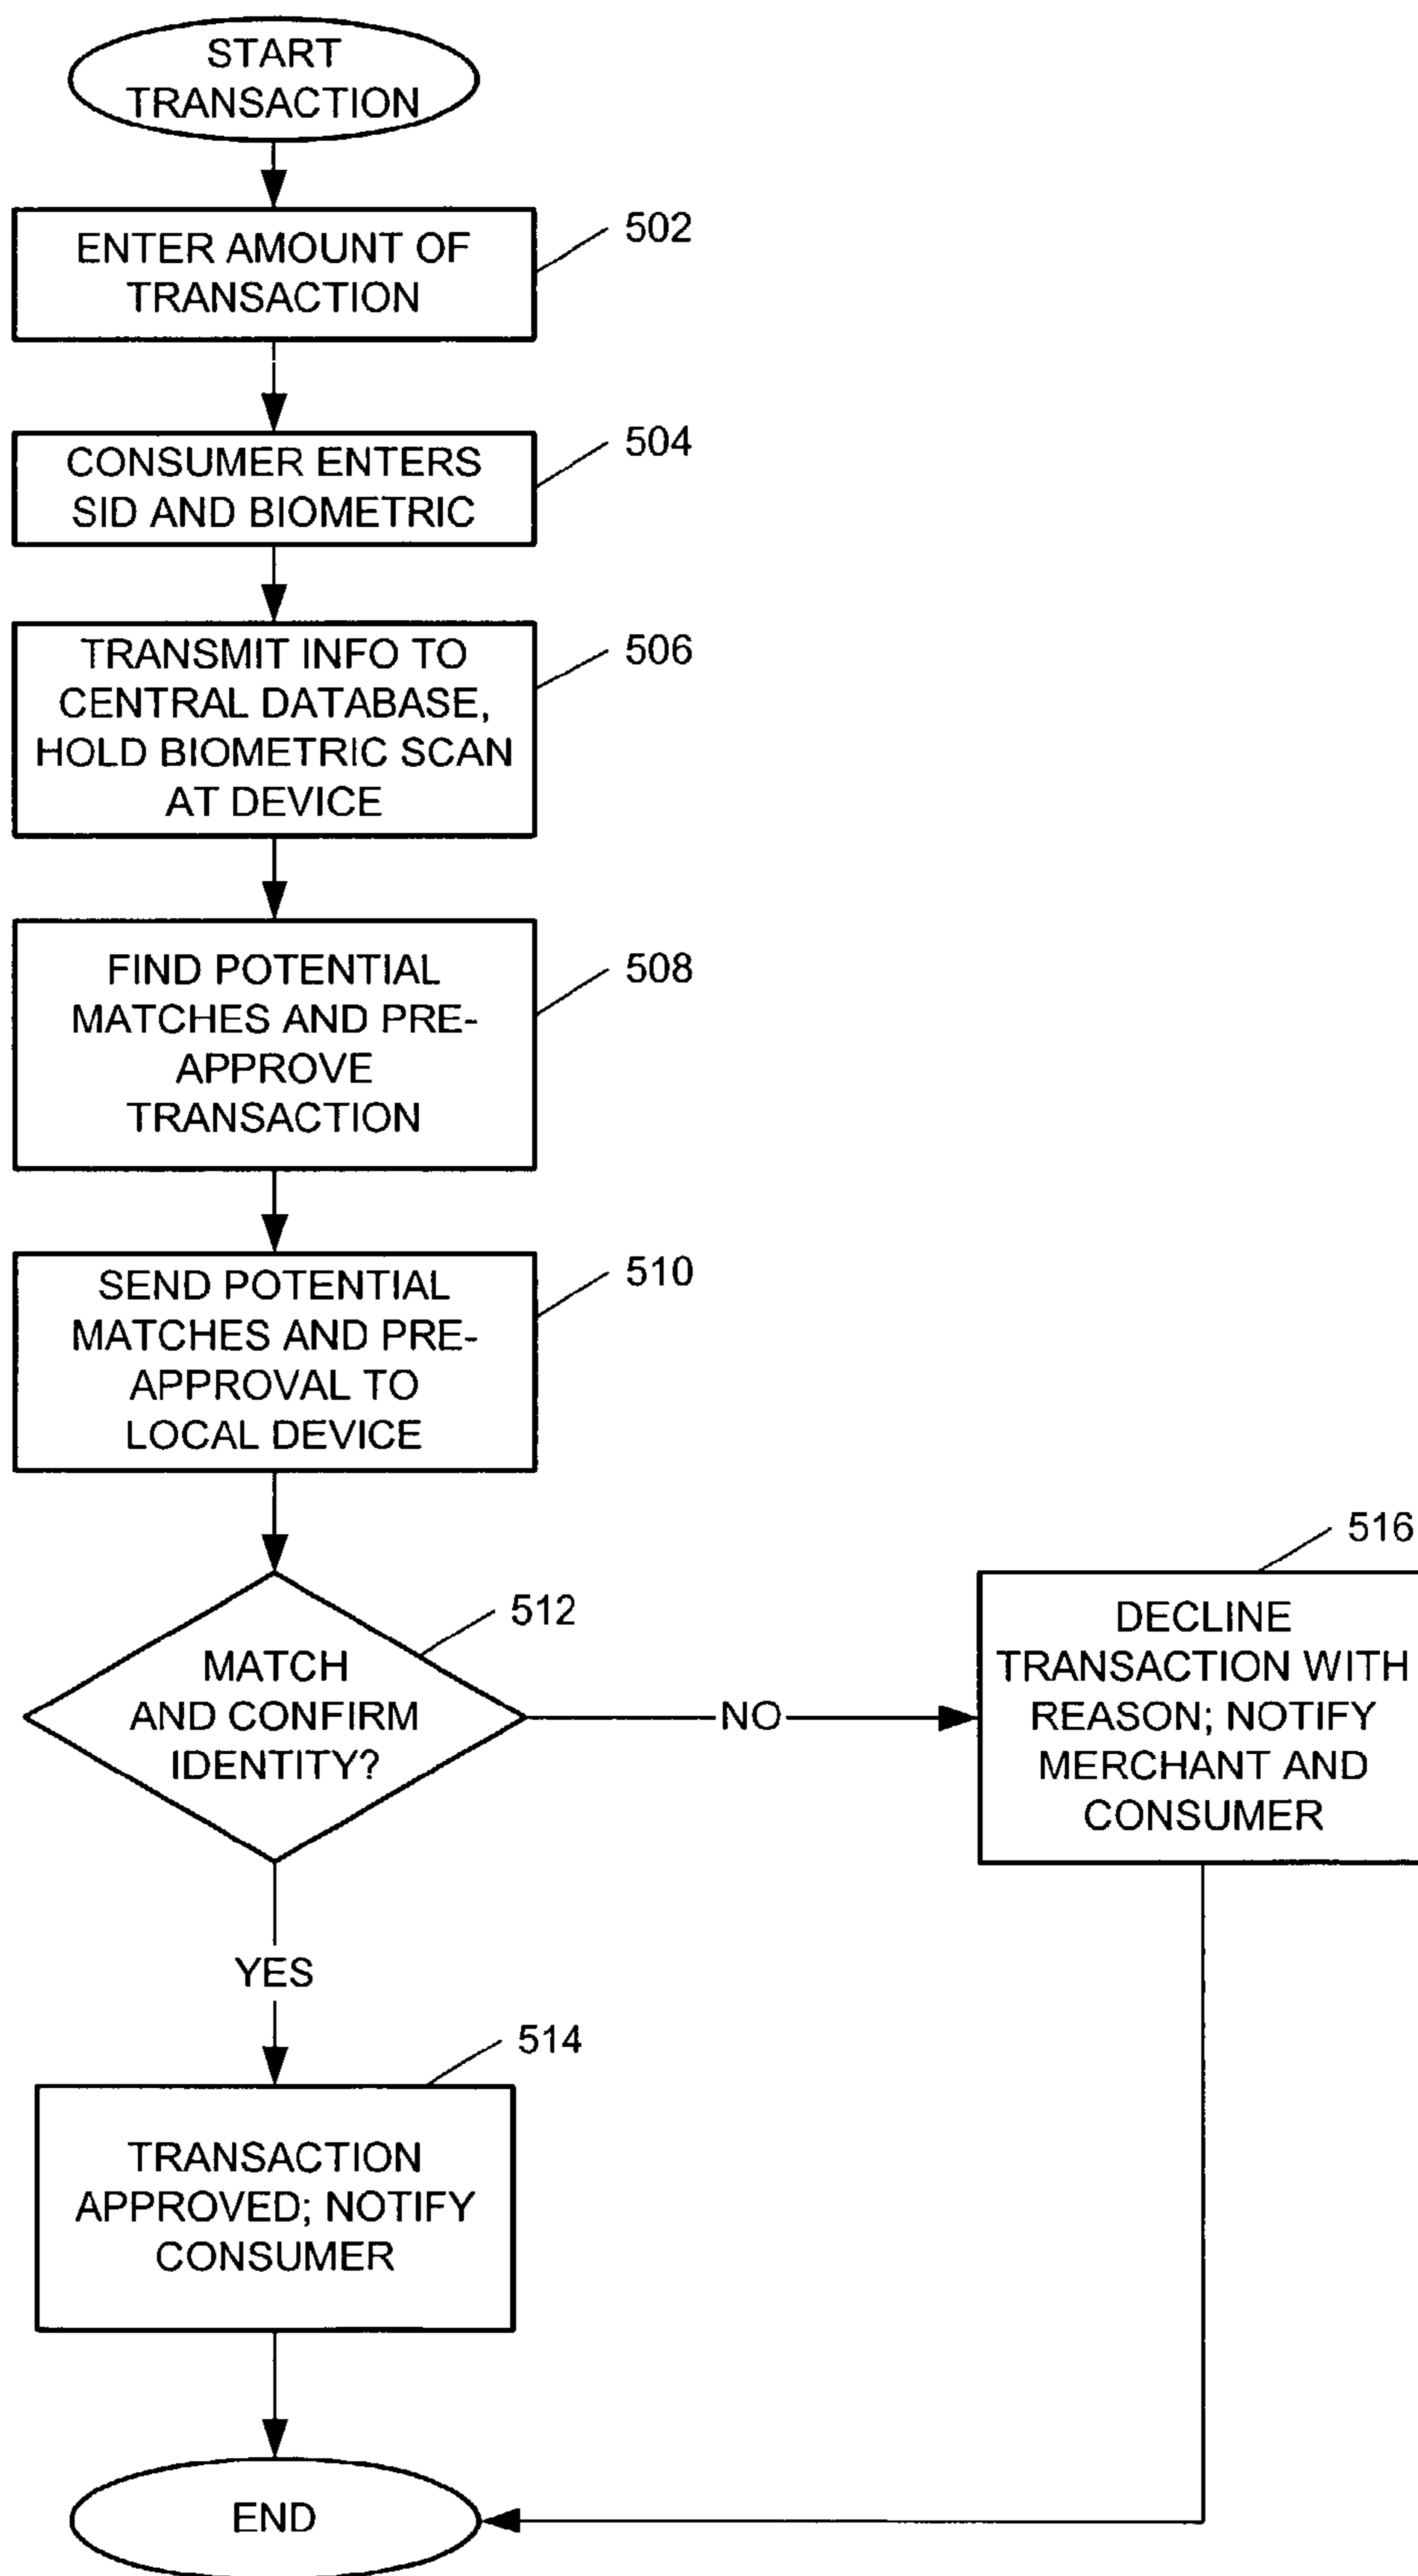 START
TRANSACTION
502
ENTER AMOUNT OF
TRANSACTION
504
CONSUMER ENTERS
SID AND BIOMETRIC
506
TRANSMIT INFO TO
CENTRAL DATABASE,
HOLD BIOMETRIC SCAN
AT DEVICE
508
FIND POTENTIAL
MATCHES AND PRE-
APPROVE
TRANSACTION
510
SEND POTENTIAL
MATCHES AND PRE-
APPROVAL TO
LOCAL DEVICE
512
MATCH
AND CONFIRM
IDENTITY?
NO
516
DECLINE
TRANSACTION WITH
REASON; NOTIFY
MERCHANT AND
CONSUMER
YES
514
TRANSACTION
APPROVED; NOTIFY
CONSUMER
END